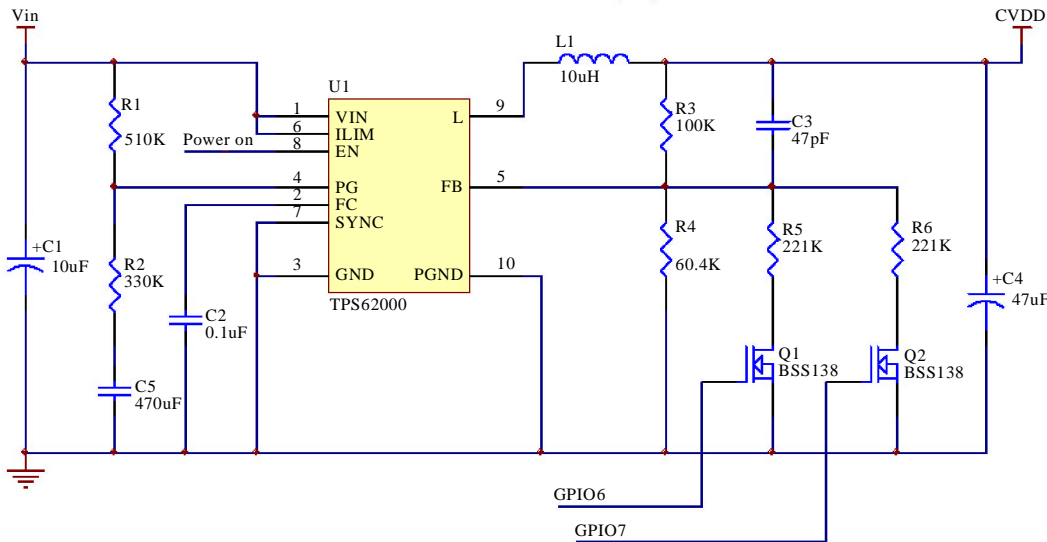 Vin
CVDD
L1
10uH
U1
R1
510K
1
VIN
L
9
6
ILIM
8
EN
Power on
R3
100K
C3
47pF
4
PG
FB
5
2
FC
7
SYNC
R4
60.4K
R5
221K
R6
221K
+C1
10uF
R2
330K
3
GND
PGND
10
TPS62000
+C4
47uF
C2
0.1uF
Q1
BSS138
Q2
BSS138
C5
470uF
GPIO6
GPIO7